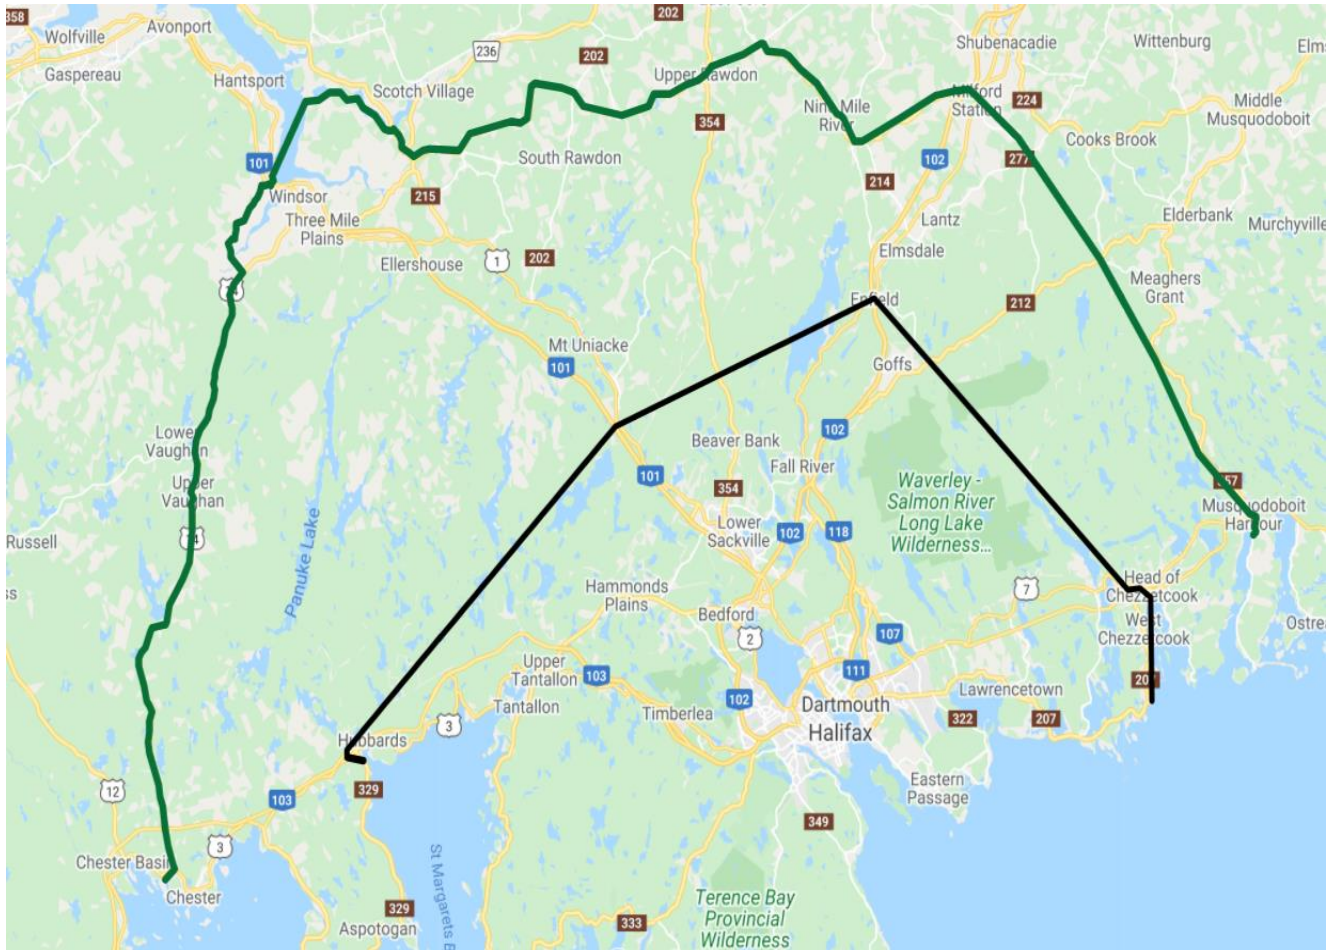 358
Wolfville
Avonport
Gaspereau
Hantsport
236
202
202
Upper Rawdon
Shubenacadie
Wittenburg
Scotch Village
Nine Mile
River
Milford
Station
224
Middle
Musquodoboit
354
101
South Rawdon
102
277
Cooks Brook
Windsor
215
214
Three Mile
Plains
Lantz
Elderbank
Murchyville
Ellershouse
1
202
Elmsdale
Meaghers
Grant
Enfield
212
Mt Uniacke
101
Goffs
Lower
Vaughan
Beaver Bank
102
Fall River
101
354
Waverley -
Salmon River
Long Lake
Wilderness...
Upper
Vaughan
Musquodoboit
Harbour
Lower
Sackville
102
118
Russell
Panuke Lake
Hammonds
Plains
Bedford
7
Head of
Chezzetcook
2
107
West
Chezzetcook
Upper
Tantallon
103
111
Tantallon
102
Timberlea
Dartmouth
Lawrencetown
322
207
Halifax
Hubbards
3
329
103
12
Eastern
Passage
349
3
Chester Basin
Chester
329
Aspotogan
333
Terence Bay
Provincial
Wilderness